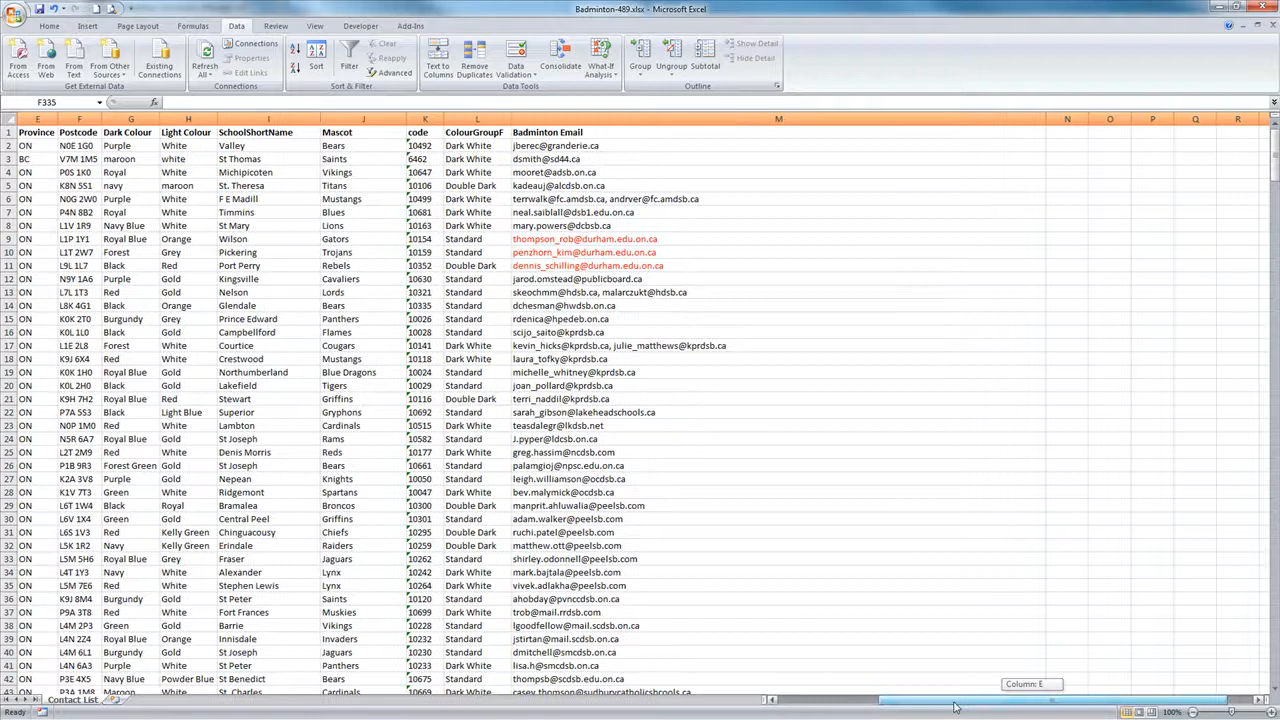 Badminton-489.xlsx - Microsoft Excel
Home Insert Page Layout Formulas Data Review View Developer Add-Ins
From Access From Web From Text From Other Sources Existing Connections Refresh All Connections Properties Edit Links Sort Filter Clear Reapply Advanced Text to Columns Remove Duplicates Data Validation Consolidate What-If Analysis Group Ungroup Subtotal Show Detail Hide Detail
Get External Data Connections Sort & Filter Data Tools Outline
F335 fx
E F G H I J K L M N O P Q R
1 Province Postcode Dark Colour Light Colour SchoolShortName Mascot code ColourGroupF Badminton Email
2 ON N0E 1G0 Purple White Valley Bears 10492 Dark White jberec@granderie.ca
3 BC V7M 1M5 maroon white St Thomas Saints 6462 Dark White dsmith@sd44.ca
4 ON P0S 1K0 Royal White Michipicoten Vikings 10647 Dark White mooret@adsb.on.ca
5 ON K8N 5S1 navy maroon St. Theresa Titans 10106 Double Dark kadeauj@alcdsb.on.ca
6 ON N0G 2W0 Purple White F E Madill Mustangs 10499 Dark White terrwalk@fc.amdsb.ca, andrver@fc.amdsb.ca
7 ON P4N 8B2 Royal White Timmins Blues 10681 Dark White neal.saiblall@dsb1.edu.on.ca
8 ON L1V 1R9 Navy Blue White St Mary Lions 10163 Dark White mary.powers@dcbsb.ca
9 ON L1P 1Y1 Royal Blue Orange Wilson Gators 10154 Standard thompson_rob@durham.edu.on.ca
10 ON L1T 2W7 Forest Grey Pickering Trojans 10159 Standard penzhorn_kim@durham.edu.on.ca
11 ON L9L 1L7 Black Red Port Perry Rebels 10352 Double Dark dennis_schilling@durham.edu.on.ca
12 ON N9Y 1A6 Purple Gold Kingsville Cavaliers 10630 Standard jarod.omstead@publicboard.ca
13 ON L7L 1T3 Red Gold Nelson Lords 10321 Standard skeochmm@hdsb.ca, malarczukt@hdsb.ca
14 ON L8K 4G1 Black Orange Glendale Bears 10335 Standard dchesman@hwdsb.on.ca
15 ON K0K 2T0 Burgundy Grey Prince Edward Panthers 10026 Standard rdenica@hpedeb.on.ca
16 ON K0L 1L0 Black Gold Campbellford Flames 10028 Standard scijo_saito@kprdsb.ca
17 ON L1E 2L8 Forest White Courtice Cougars 10141 Dark White kevin_hicks@kprdsb.ca, julie_matthews@kprdsb.ca
18 ON K9J 6X4 Red White Crestwood Mustangs 10118 Dark White laura_tofky@kprdsb.ca
19 ON K0K 1H0 Royal Blue Gold Northumberland Blue Dragons 10024 Standard michelle_whitney@kprdsb.ca
20 ON K0L 2H0 Black Gold Lakefield Tigers 10029 Standard joan_pollard@kprdsb.ca
21 ON K9H 7H2 Royal Blue Red Stewart Griffins 10116 Double Dark terri_naddil@kprdsb.ca
22 ON P7A 5S3 Black Light Blue Superior Gryphons 10692 Standard sarah_gibson@lakeheadschools.ca
23 ON N0P 1M0 Red White Lambton Cardinals 10515 Dark White teasdalegr@lkdsb.net
24 ON N5R 6A7 Royal Blue Gold St Joseph Rams 10582 Standard J.pyper@ldcsb.on.ca
25 ON L2T 2M9 Red White Denis Morris Reds 10177 Dark White greg.hassim@ncdsb.com
26 ON P1B 9R3 Forest Green Gold St Joseph Bears 10661 Standard palamgioj@npsc.edu.on.ca
27 ON K2A 3V8 Purple Gold Nepean Knights 10050 Standard leigh.williamson@ocdsb.ca
28 ON K1V 7T3 Green White Ridgemont Spartans 10047 Dark White bev.malymick@ocdsb.ca
29 ON L6T 1W4 Black Royal Bramalea Broncos 10300 Double Dark manprit.ahluwalia@peelsb.com
30 ON L6V 1X4 Green Gold Central Peel Griffins 10301 Standard adam.walker@peelsb.com
31 ON L6S 1V3 Red Kelly Green Chinguacousy Chiefs 10295 Double Dark ruchi.patel@peelsb.com
32 ON L5K 1R2 Navy Kelly Green Erindale Raiders 10259 Double Dark matthew.ott@peelsb.com
33 ON L5M 5H6 Royal Blue Grey Fraser Jaguars 10262 Standard shirley.odonnell@peelsb.com
34 ON L4T 1Y3 Navy White Alexander Lynx 10242 Dark White mark.bajtala@peelsb.com
35 ON L5M 7E6 Red White Stephen Lewis Lynx 10264 Dark White vivek.adlakha@peelsb.com
36 ON K9J 8M4 Burgundy Gold St Peter Saints 10120 Standard ahobday@pvnccdsb.on.ca
37 ON P9A 3T8 Red White Fort Frances Muskies 10699 Dark White trob@mail.rrdsb.com
38 ON L4M 2P3 Green Gold Barrie Vikings 10228 Standard lgoodfellow@mail.scdsb.on.ca
39 ON L4N 2Z4 Royal Blue Orange Innisdale Invaders 10232 Standard jstirtan@mail.scdsb.on.ca
40 ON L4M 6L1 Burgundy Gold St Joseph Jaguars 10230 Standard dmitchell@smcdsb.on.ca
41 ON L4N 6A3 Purple White St Peter Panthers 10233 Dark White lisa.h@smcdsb.on.ca
42 ON P3E 4X5 Navy Blue Powder Blue St Benedict Bears 10675 Standard thompsb@scdsb.edu.on.ca
43 ON P3A 1M8 Maroon White St. Charles Cardinals 10669 Dark White casey.thomson@sudburycatholicschools.ca
Column: E
Contact List
Ready 100%